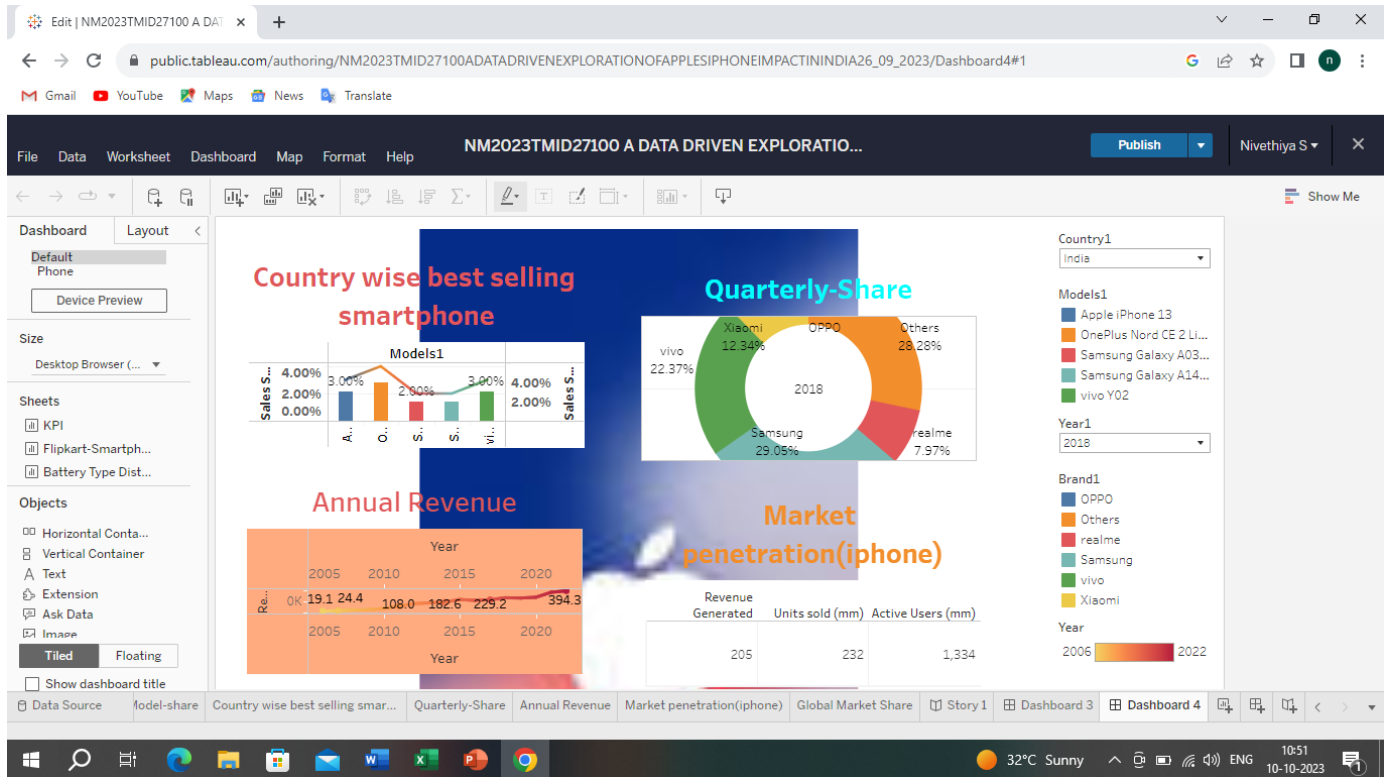 Edit | NM2023TMID27100 A DAT
public.tableau.com/authoring/NM2023TMID27100ADATADRIVENEXPLORATIONOFAPPLESIPHONEIMPACTININDIA26_09_2023/Dashboard4#1
G
n
Gmail YouTube Maps News Translate
File Data Worksheet Dashboard Map Format Help
NM2023TMID27100 A DATA DRIVEN EXPLORATIO...
Publish
Nivethiya S
Show Me
Dashboard Layout
Default
Phone
Device Preview
Size
Desktop Browser (...
Sheets
KPI
Flipkart-Smartph...
Battery Type Dist...
Objects
Horizontal Conta...
Vertical Container
Text
Extension
Ask Data
Image
Tiled Floating
Show dashboard title
Country wise best selling
smartphone
Models1
Sales S...
4.00%
2.00%
0.00%
3.00%
2.00%
3.00%
4.00%
2.00%
Sales S...
A.. O.. S.. S.. vi..
Quarterly-Share
Xiaomi
12.34%
OPPO
Others
28.28%
vivo
22.37%
2018
Samsung
29.05%
realme
7.97%
Annual Revenue
Year
2005 2010 2015 2020
Re...
0K
19.1 24.4 108.0 182.6 229.2 394.3
2005 2010 2015 2020
Year
Market
penetration(iphone)
Revenue
Generated Units sold (mm) Active Users (mm)
205 232 1,334
Country1
India
Models1
Apple iPhone 13
OnePlus Nord CE 2 Li...
Samsung Galaxy A03...
Samsung Galaxy A14...
vivo Y02
Year1
2018
Brand1
OPPO
Others
realme
Samsung
vivo
Xiaomi
Year
2006 2022
Data Source Model-share Country wise best selling smar... Quarterly-Share Annual Revenue Market penetration(iphone) Global Market Share Story 1 Dashboard 3 Dashboard 4
32°C Sunny
ENG
10:51
10-10-2023
1